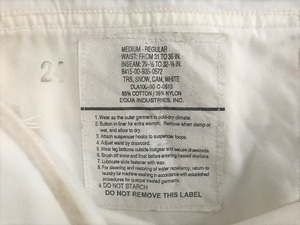 2
MEDIUM - REGULAR
WAIST: FROM 31 TO 35 IN.
INSEAM: 29-½ TO 32-½ IN.
8415-00-935-0572
TRS, SNOW, CAM, WHITE
DLA100-90-C-0513
65% COTTON / 35% NYLON
EQUA INDUSTRIES, INC.
1. Wear as the outer garment in cold-dry climate.
2. Button in liner for extra warmth. Remove when damp or
wet, and allow to dry.
3. Attach suspender hooks to suspender loops.
4. Adjust waist by drawcord.
5. Wear leg bottoms outside footgear and secure drawcords.
6. Brush off snow and frost before entering heated shelters.
7. Lubricate slide fastener with wax.
8. For cleaning and restoring of water repellency, return to
laundry for machine washing in accordance with established
procedures for quarpel treated garments.
9. DO NOT STARCH
DO NOT REMOVE THIS LABEL